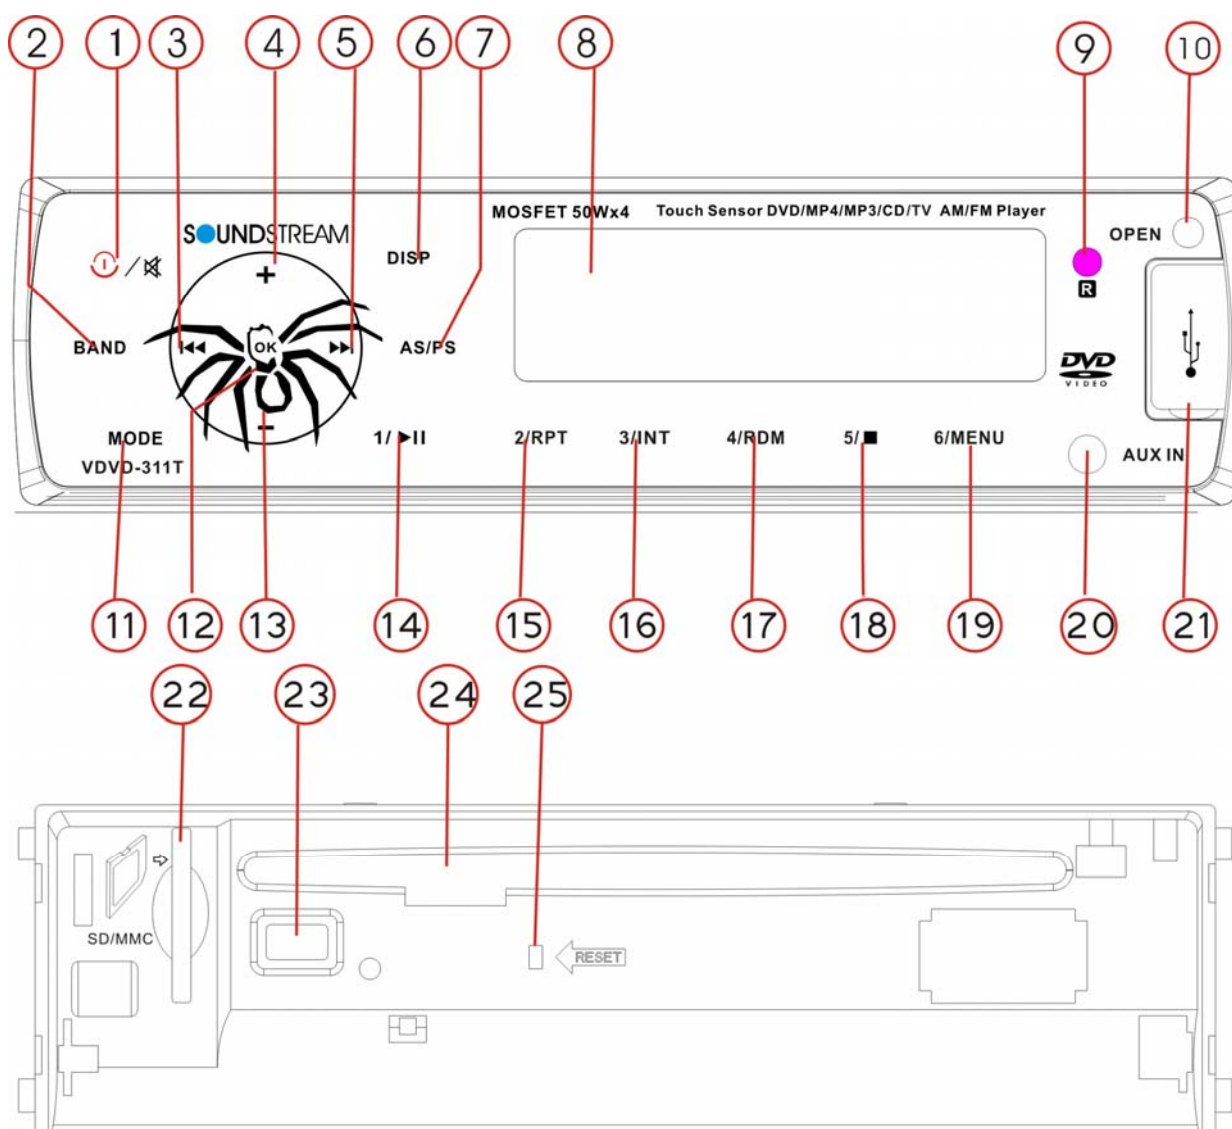 2 1 3 4 5 6 7 8 9 10
MOSFET 50Wx4 Touch Sensor DVD/MP4/MP3/CD/TV AM/FM Player
SOUNDSTREAM
OPEN
DISP
+
R
BAND
OK
AS/PS
DVD
VIDEO
MODE
-
1/
2/RPT
3/INT
4/RDM
5/
6/MENU
AUX IN
VDVD-311T
11 12 13 14 15 16 17 18 19 20 21
22 23 24 25
SD/MMC
RESET